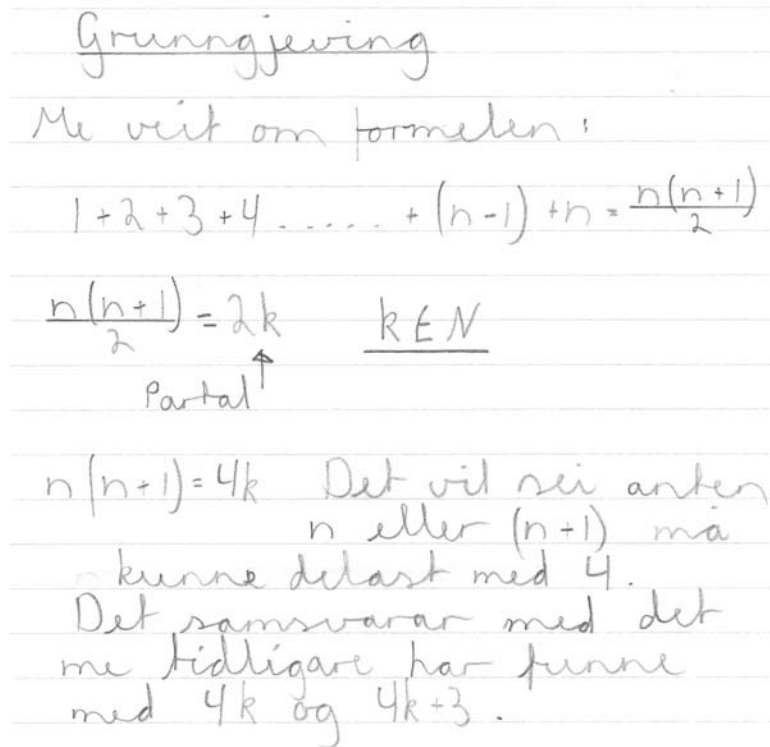 Grunngjeving
Me veit om formelen:
1+2+3+4 ...... + (n-1) +n = n(n+1)/2
n(n+1)/2 = 2k k∈N
Partal ↑
n(n+1)=4k Det vil sei anten
n eller (n+1) må
kunne delast med 4.
Det samsvarar med det
me tidligare har funne
med 4k og 4k+3.